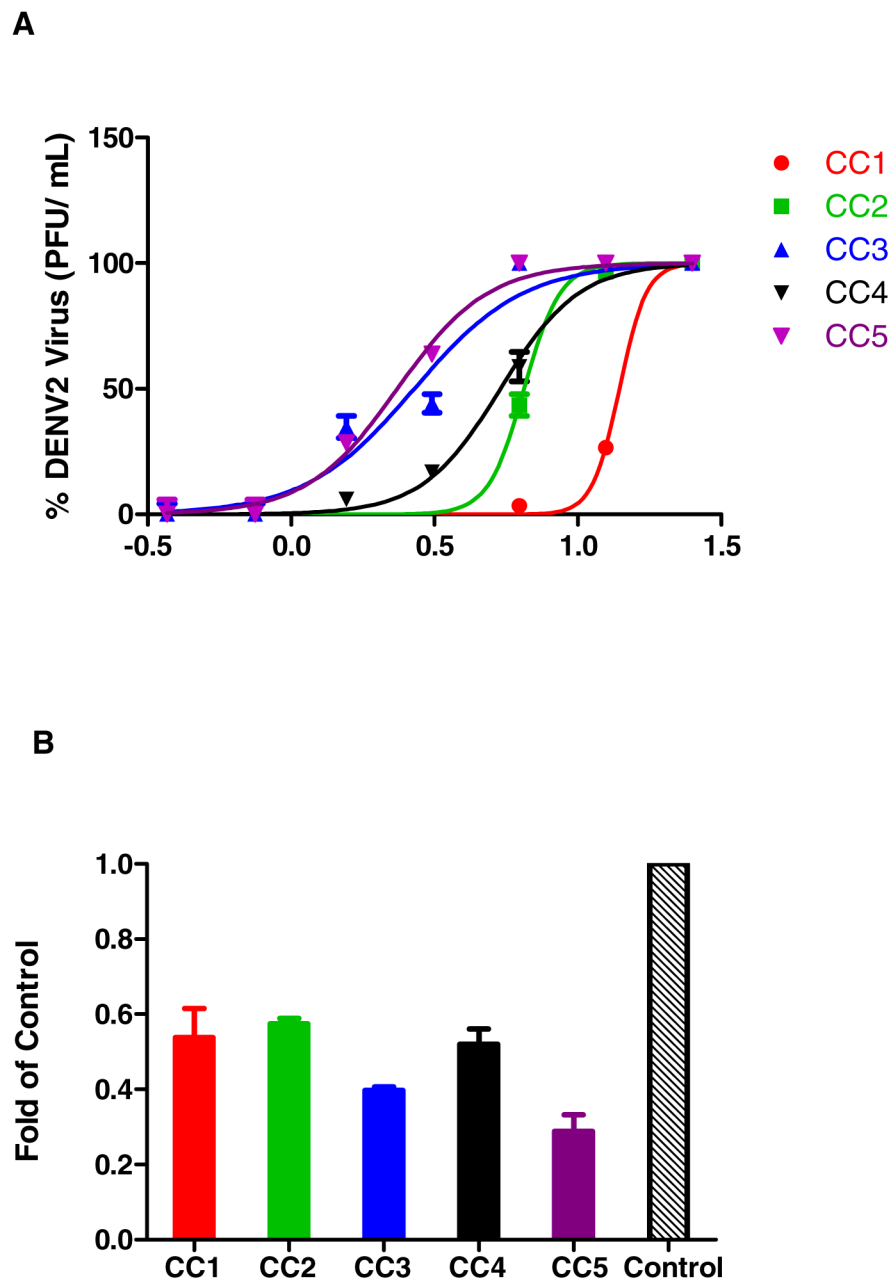 A
% DENV2 Virus (PFU/ mL)
150
100
50
0
-0.5 0.0 0.5 1.0 1.5
CC1
CC2
CC3
CC4
CC5
B
Fold of Control
1.0
0.8
0.6
0.4
0.2
0.0
CC1 CC2 CC3 CC4 CC5 Control